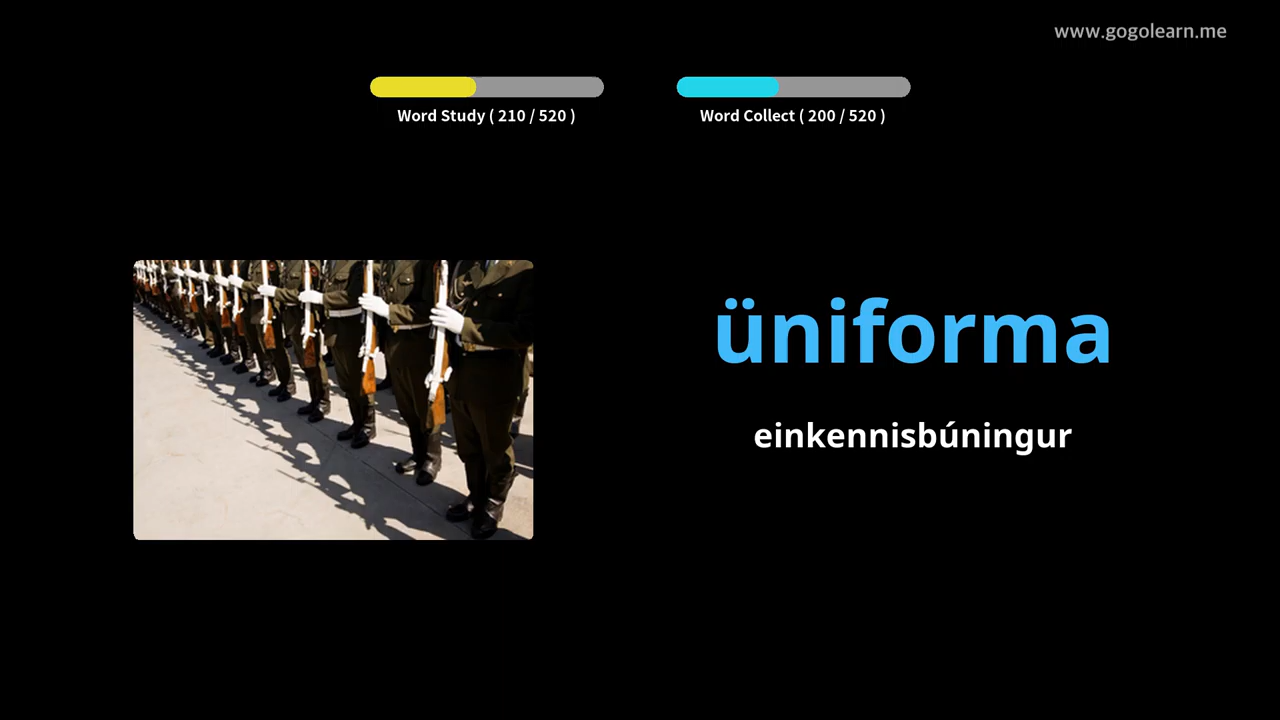 www.gogolearn.me
Word Study ( 210 / 520 )
Word Collect ( 200 / 520 )
üniforma
einkennisbúningur